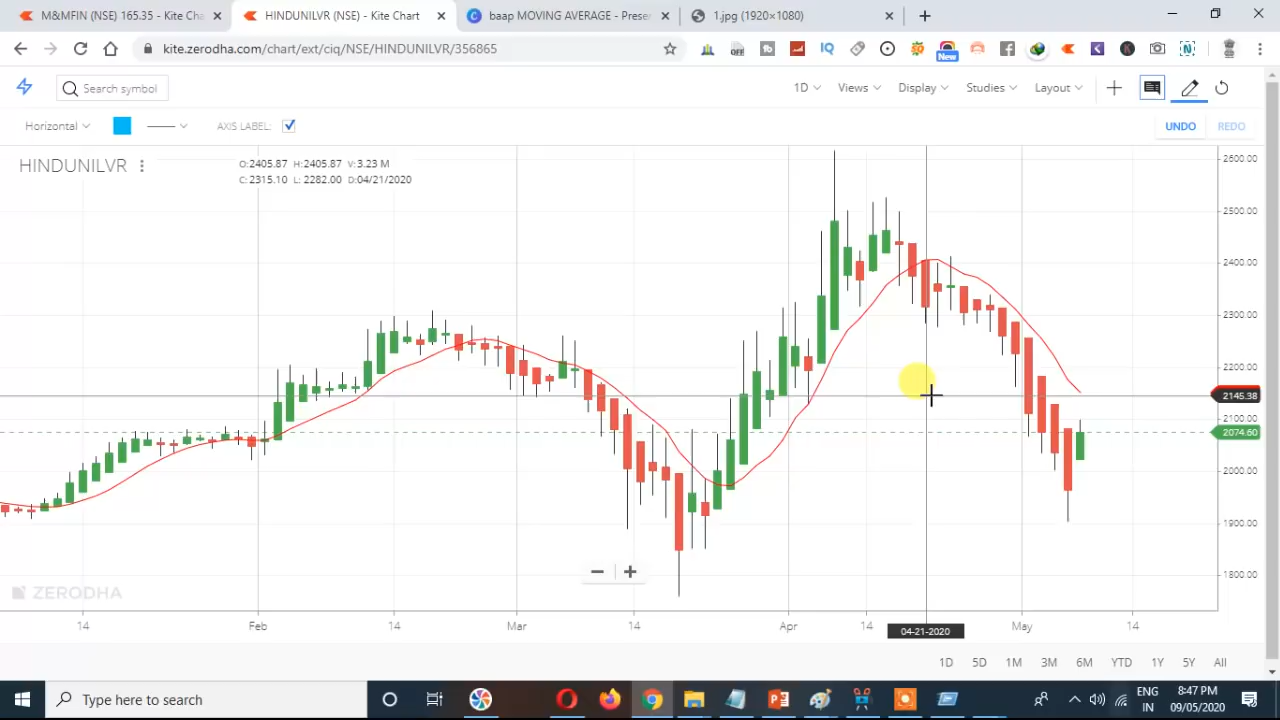 M&MFIN (NSE) 165.35 - Kite Cha
HINDUNILVR (NSE) - Kite Chart
baap MOVING AVERAGE - Prese
1.jpg (1920×1080)
kite.zerodha.com/chart/ext/ciq/NSE/HINDUNILVR/356865
OFF
IQ
New
Search symbol
1D
Views
Display
Studies
Layout
Horizontal
AXIS LABEL:
UNDO
REDO
HINDUNILVR
O:2405.87 H:2405.87 V:3.23 M
C:2315.10 L: 2282.00 D:04/21/2020
2600.00
2500.00
2400.00
2300.00
2200.00
2145.38
2100.00
2074.60
2000.00
1900.00
1800.00
ZERODHA
14
Feb
14
Mar
14
Apr
14
04-21-2020
May
14
1D
5D
1M
3M
6M
YTD
1Y
5Y
All
Type here to search
ENG
IN
8:47 PM
09/05/2020